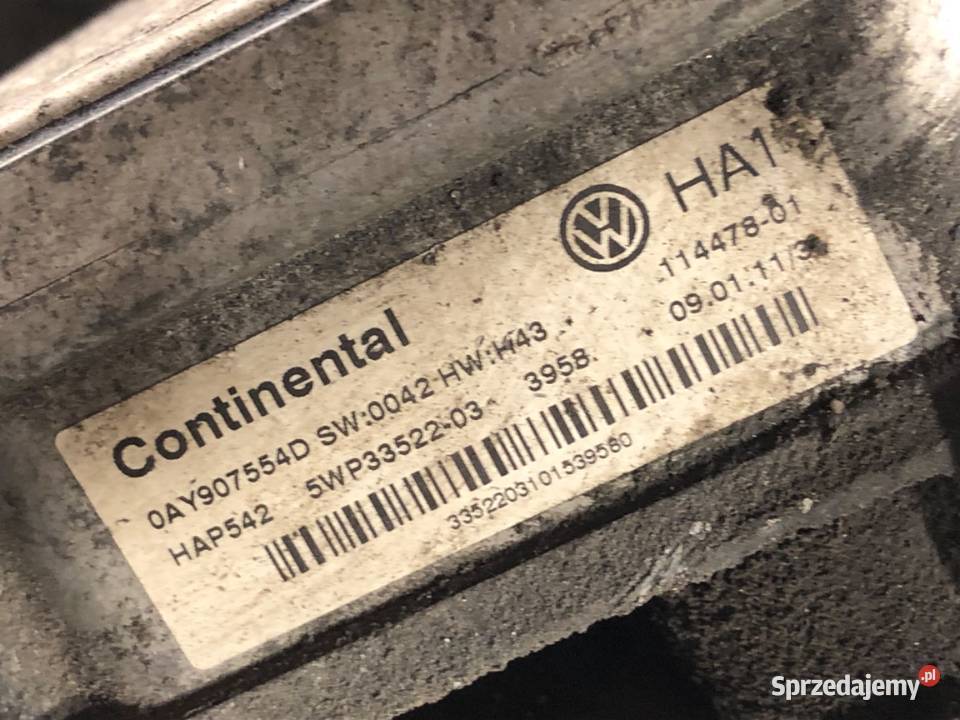 Continental
HA1
0AY907554D SW:0042 HW:H43
114478-01
HAP542 5WP33522-03 3958
09.01.11/3
3352203101539560
Sprzedajemy.pl